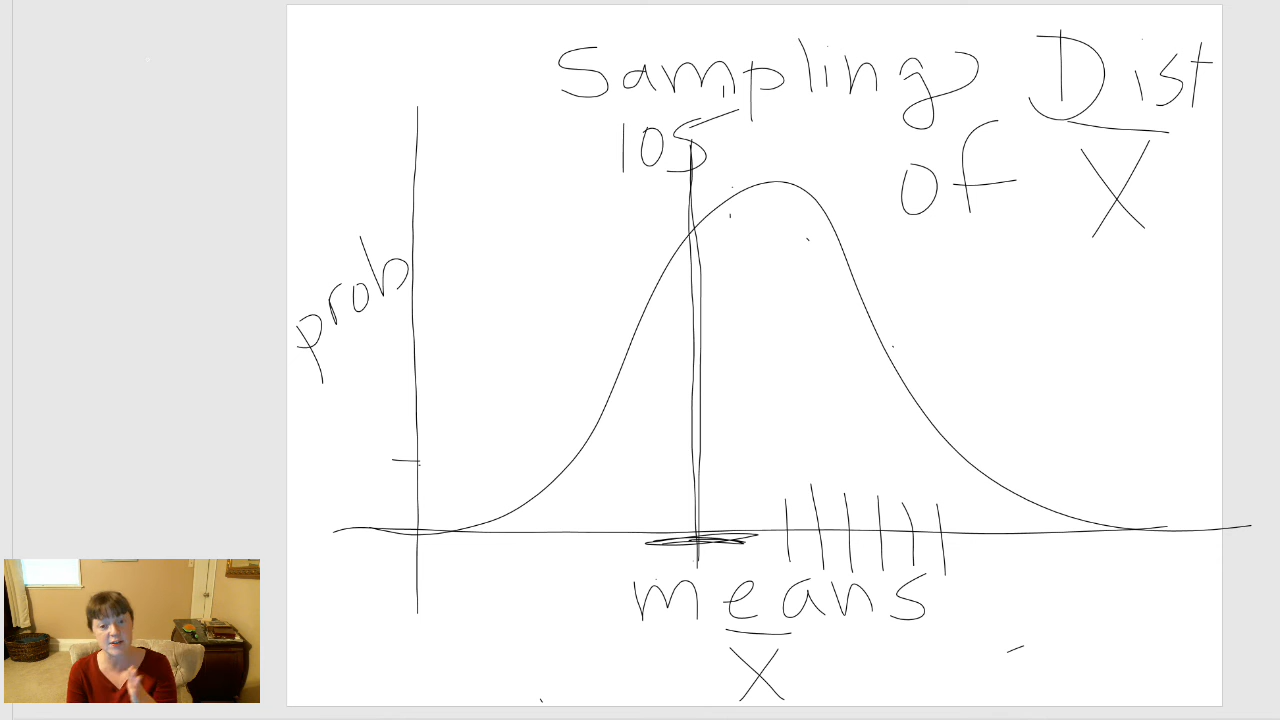 Sampling Dist
of X̅
105
prob
means
X̅